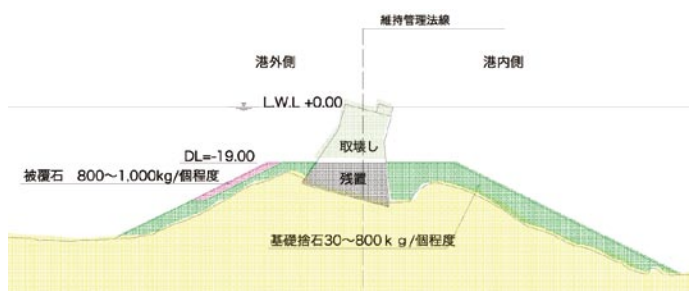 維持管理法線
港外側
港内側
L.W.L +0.00
取壊し
DL=-19.00
被覆石 800～1,000kg/個程度
残置
基礎捨石30～800kg/個程度